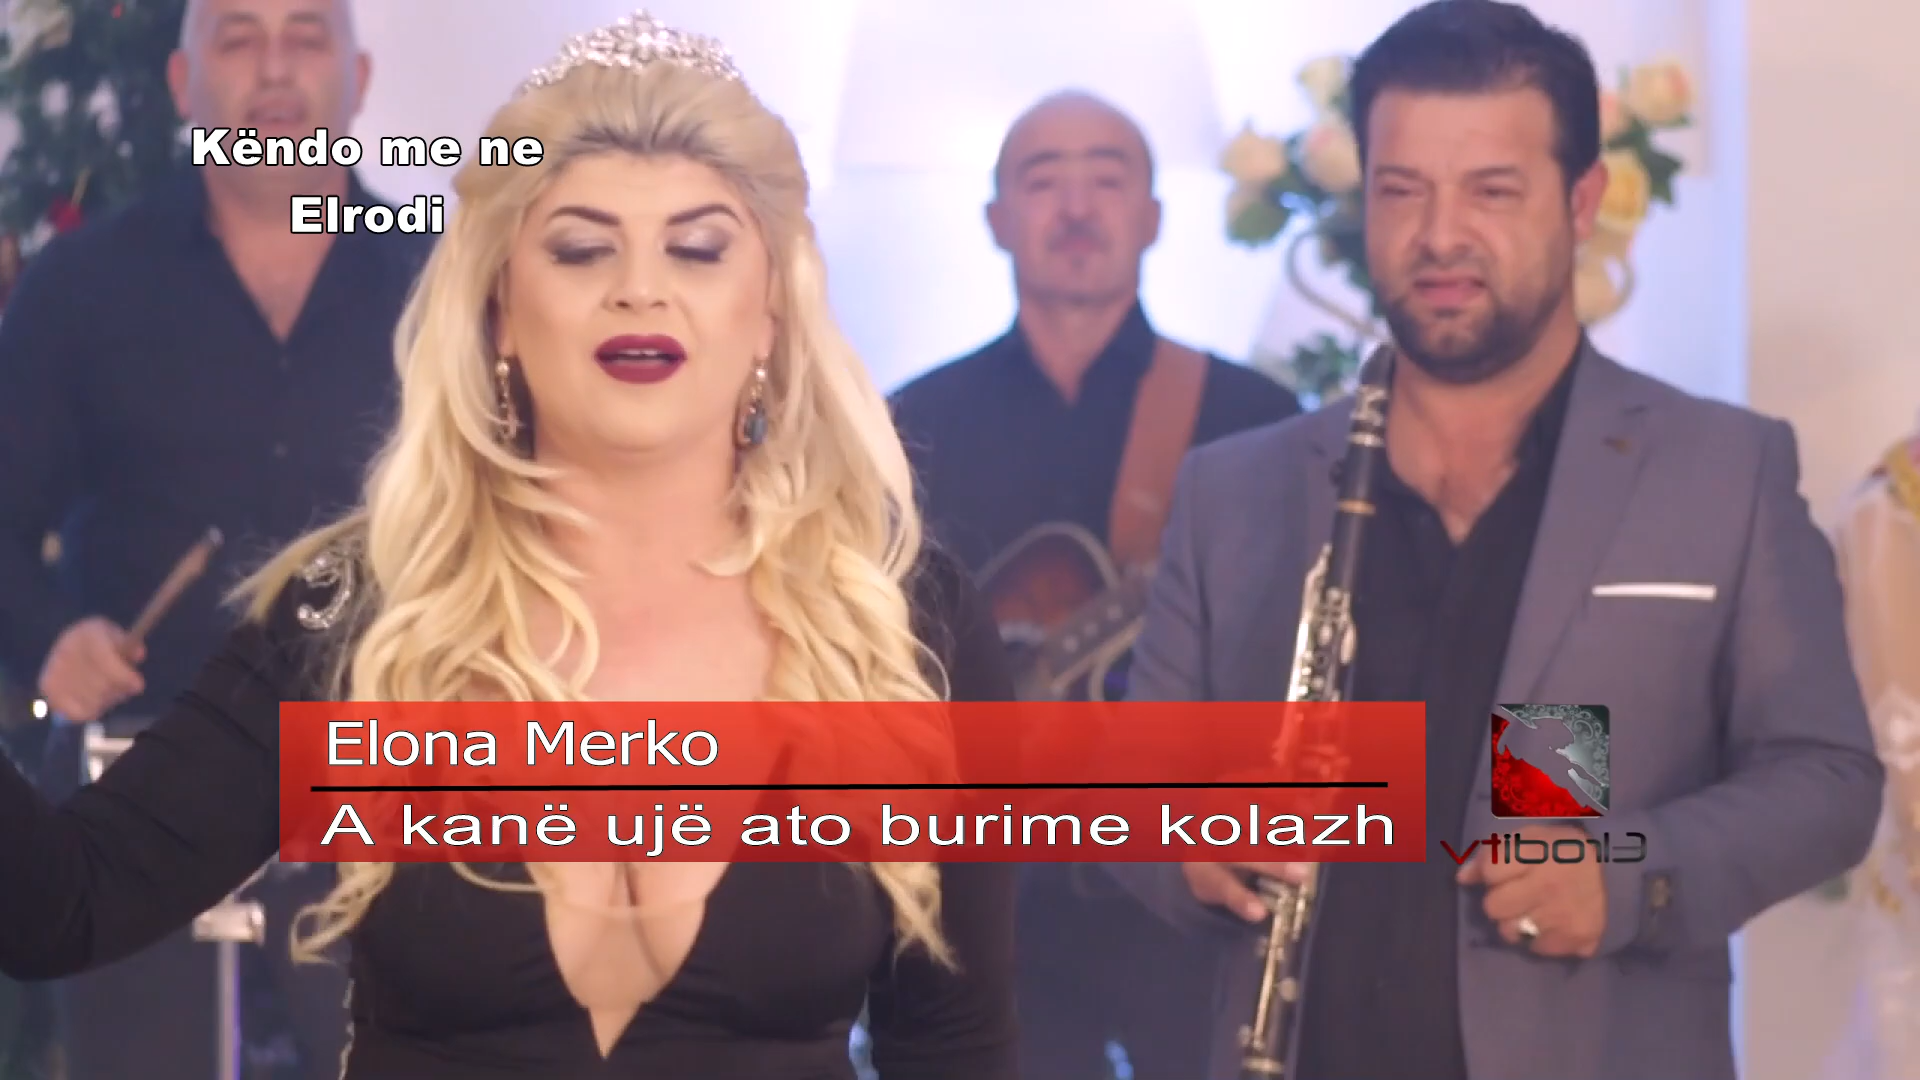 Këndo me ne
Elrodi
Elona Merko
A kanë ujë ato burime kolazh